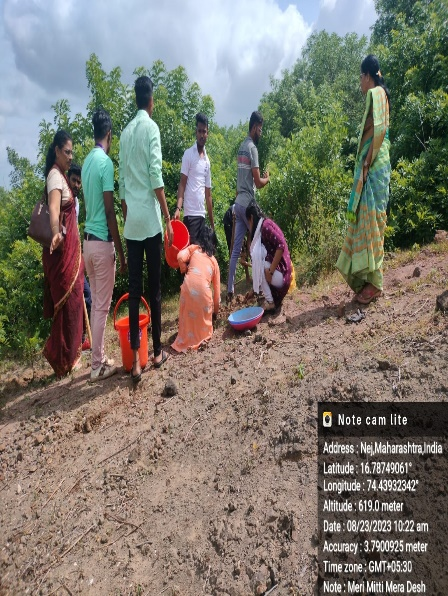 Note cam lite
Address : Nej,Maharashtra,India
Latitude : 16.78749061°
Longitude : 74.43932342°
Altitude : 619.0 meter
Date : 08/23/2023 10:22 am
Accuracy : 3.7900925 meter
Time zone : GMT+05:30
Note : Meri Mitti Mera Desh